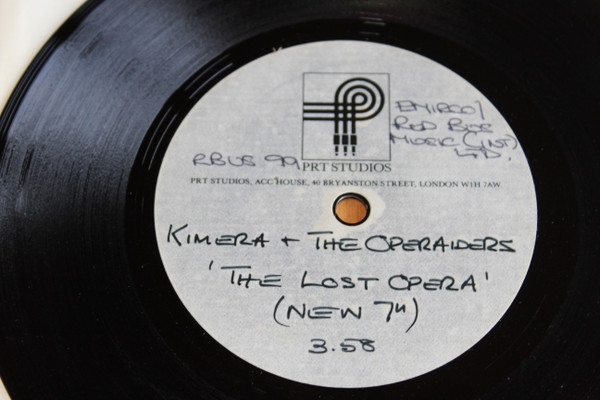 EMIRCO/
RED BUS
MUSIC (INT)
LTD.
RBUS 99
PRT STUDIOS
PRT STUDIOS, ACC HOUSE, 40 BRYANSTON STREET, LONDON W1H 7AW.
KIMERA + THE OPERAIDERS
'THE LOST OPERA'
(NEW 7")
3.58